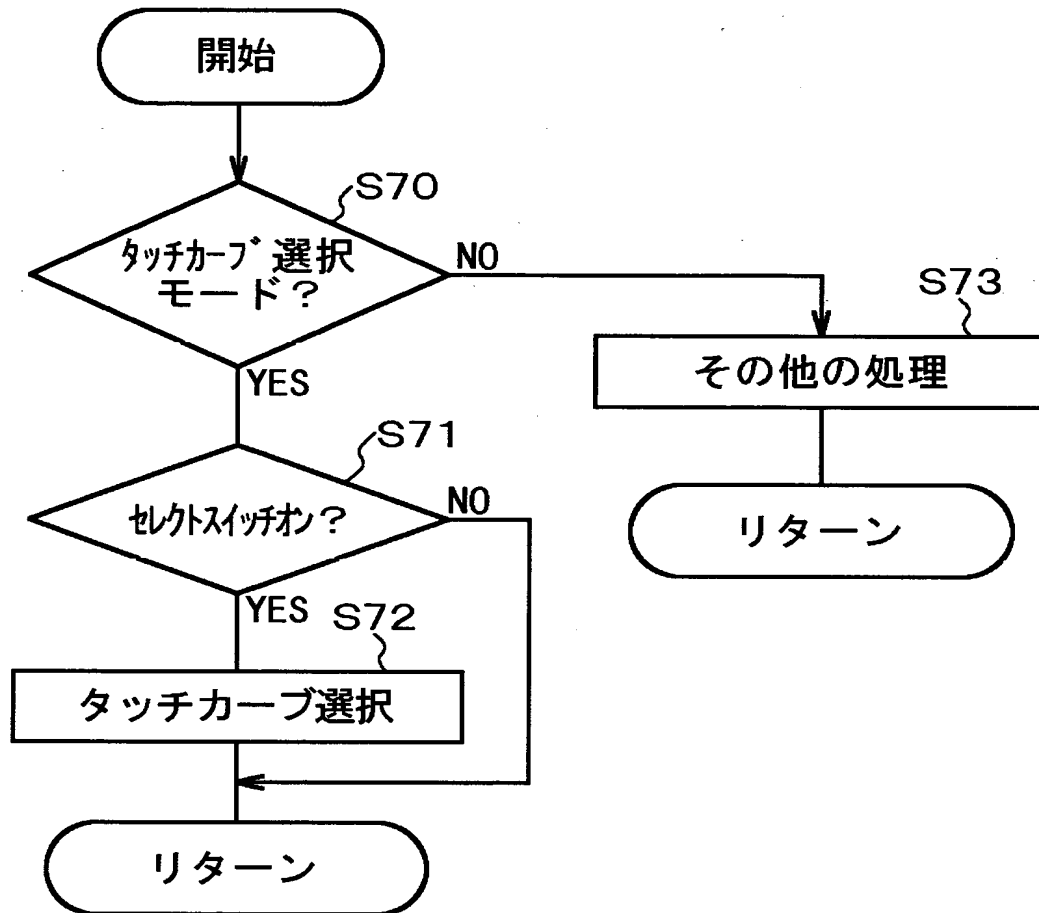 開始
S70
タッチカーブ選択
モード?
NO
YES
S73
その他の処理
リターン
S71
セレクトスイッチオン?
NO
YES
S72
タッチカーブ選択
リターン